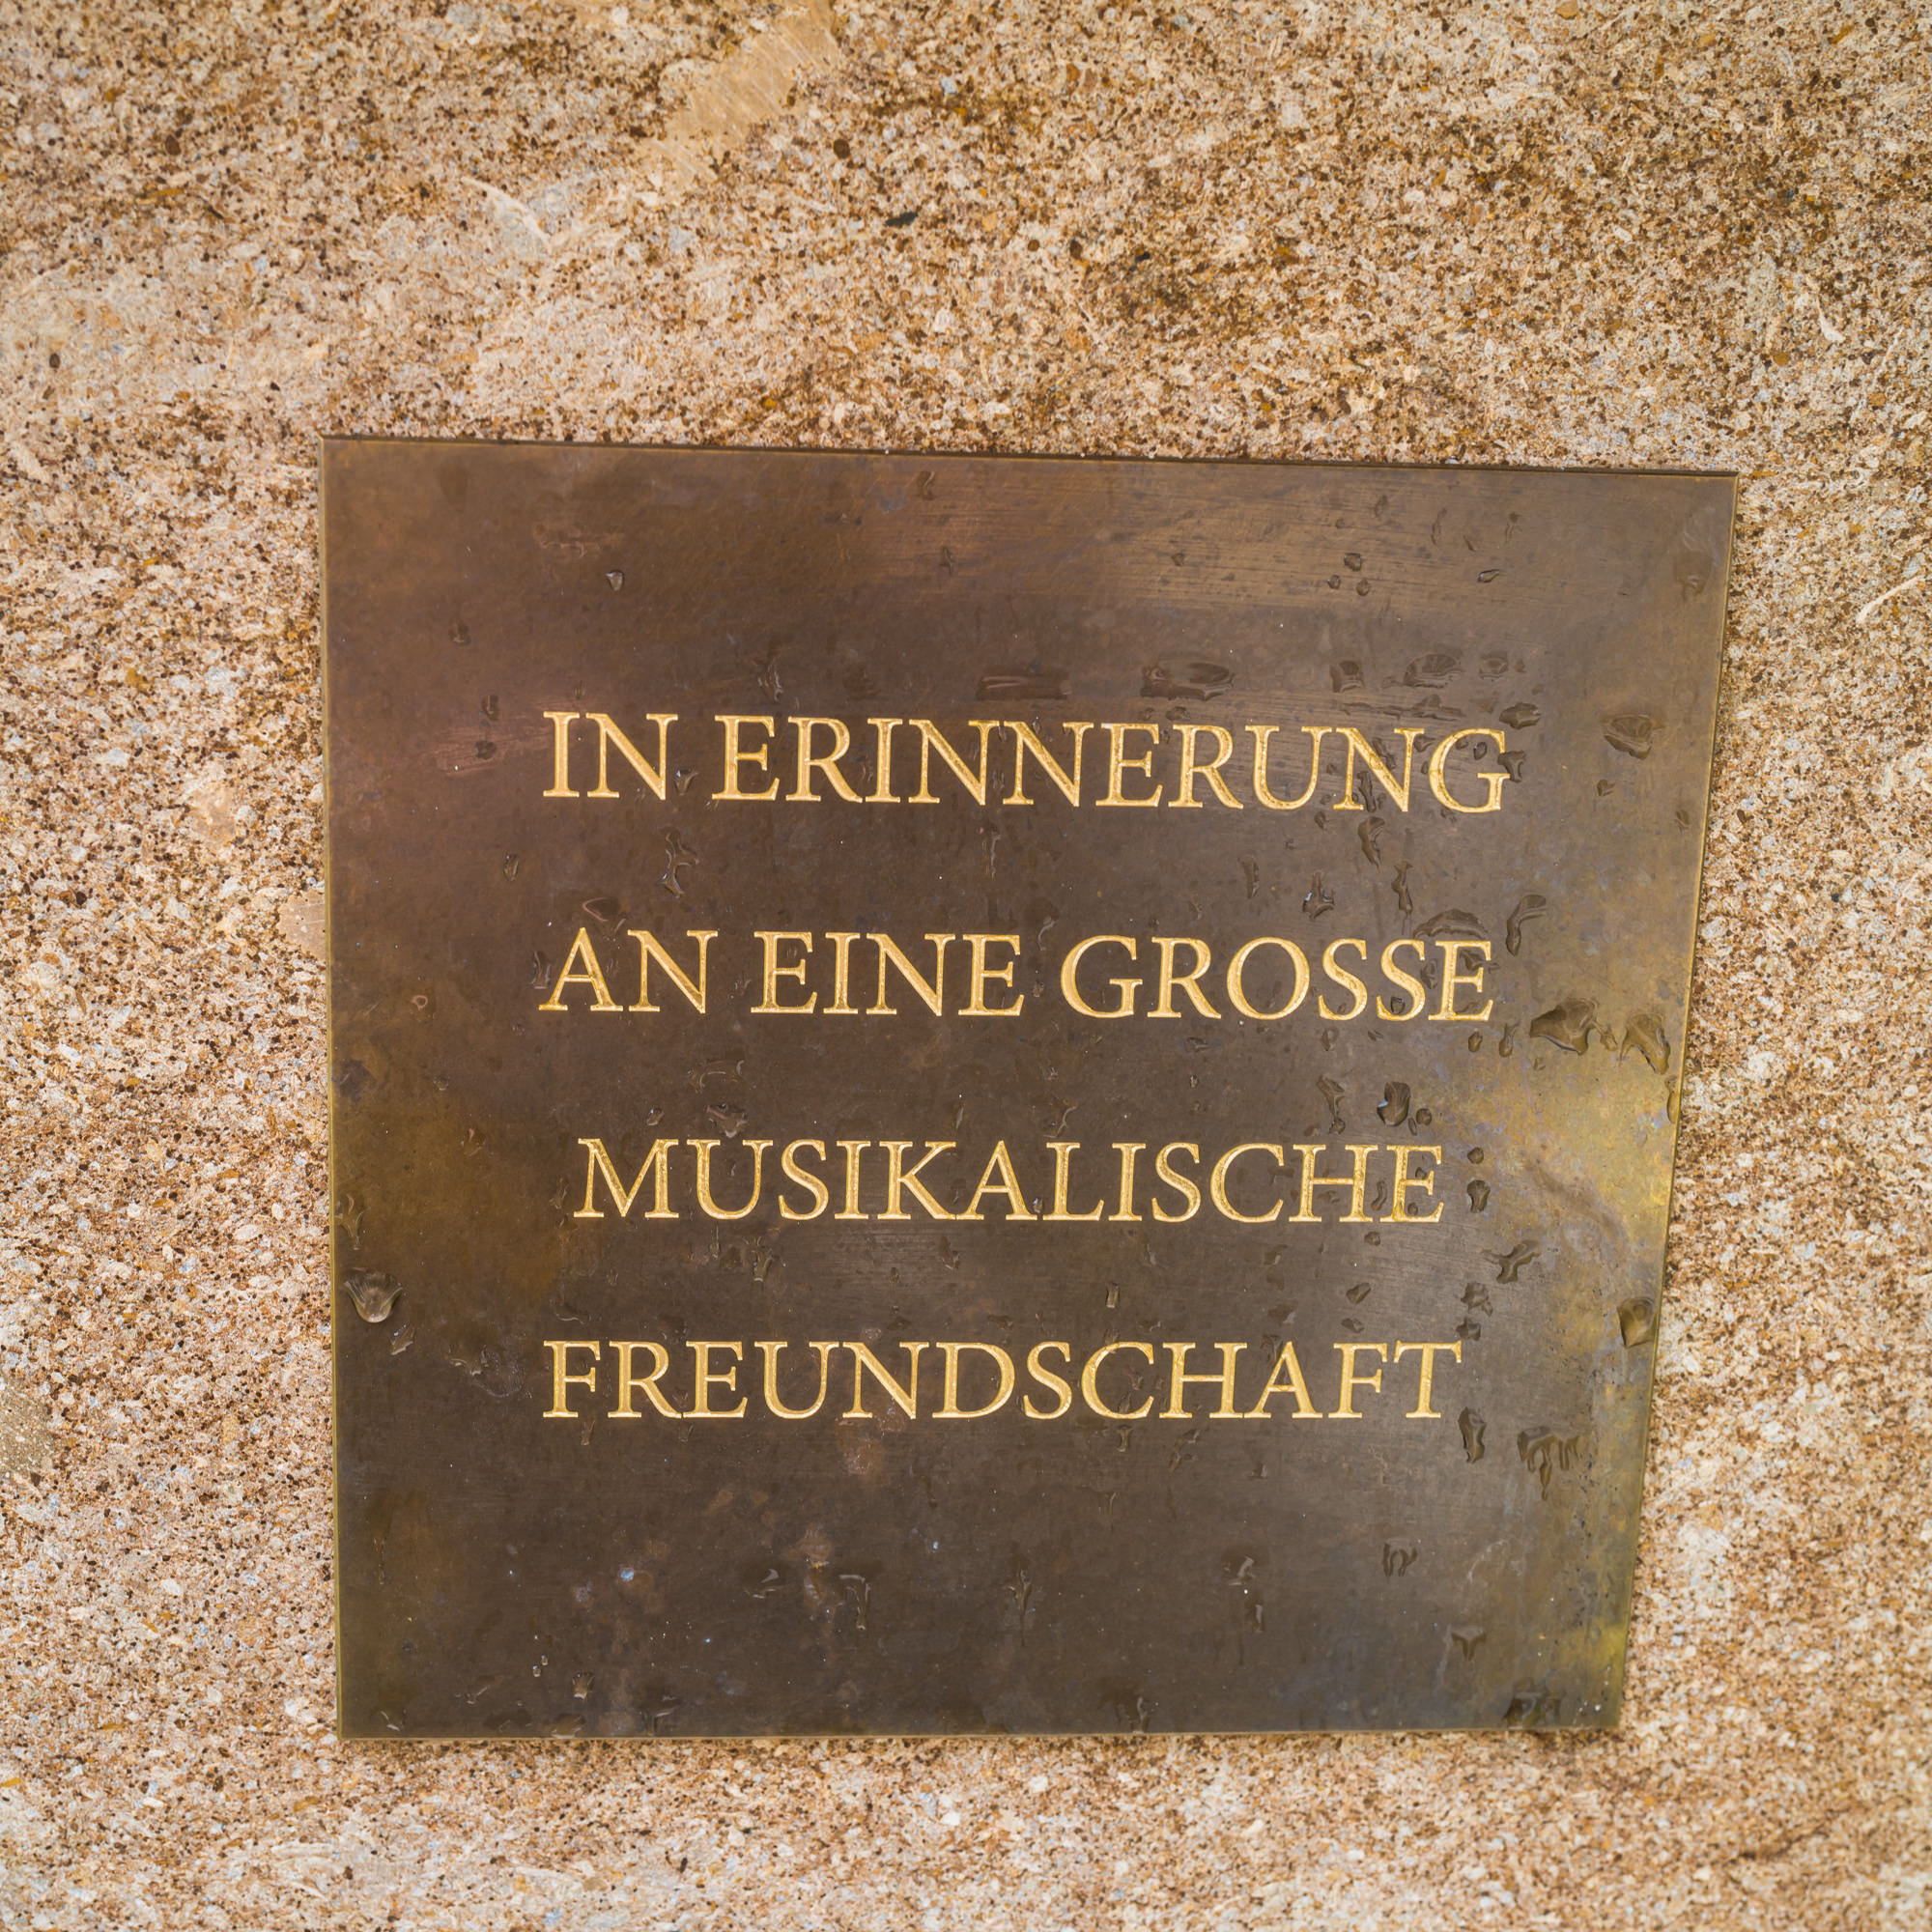 IN ERINNERUNG
AN EINE GROSSE
MUSIKALISCHE
FREUNDSCHAFT